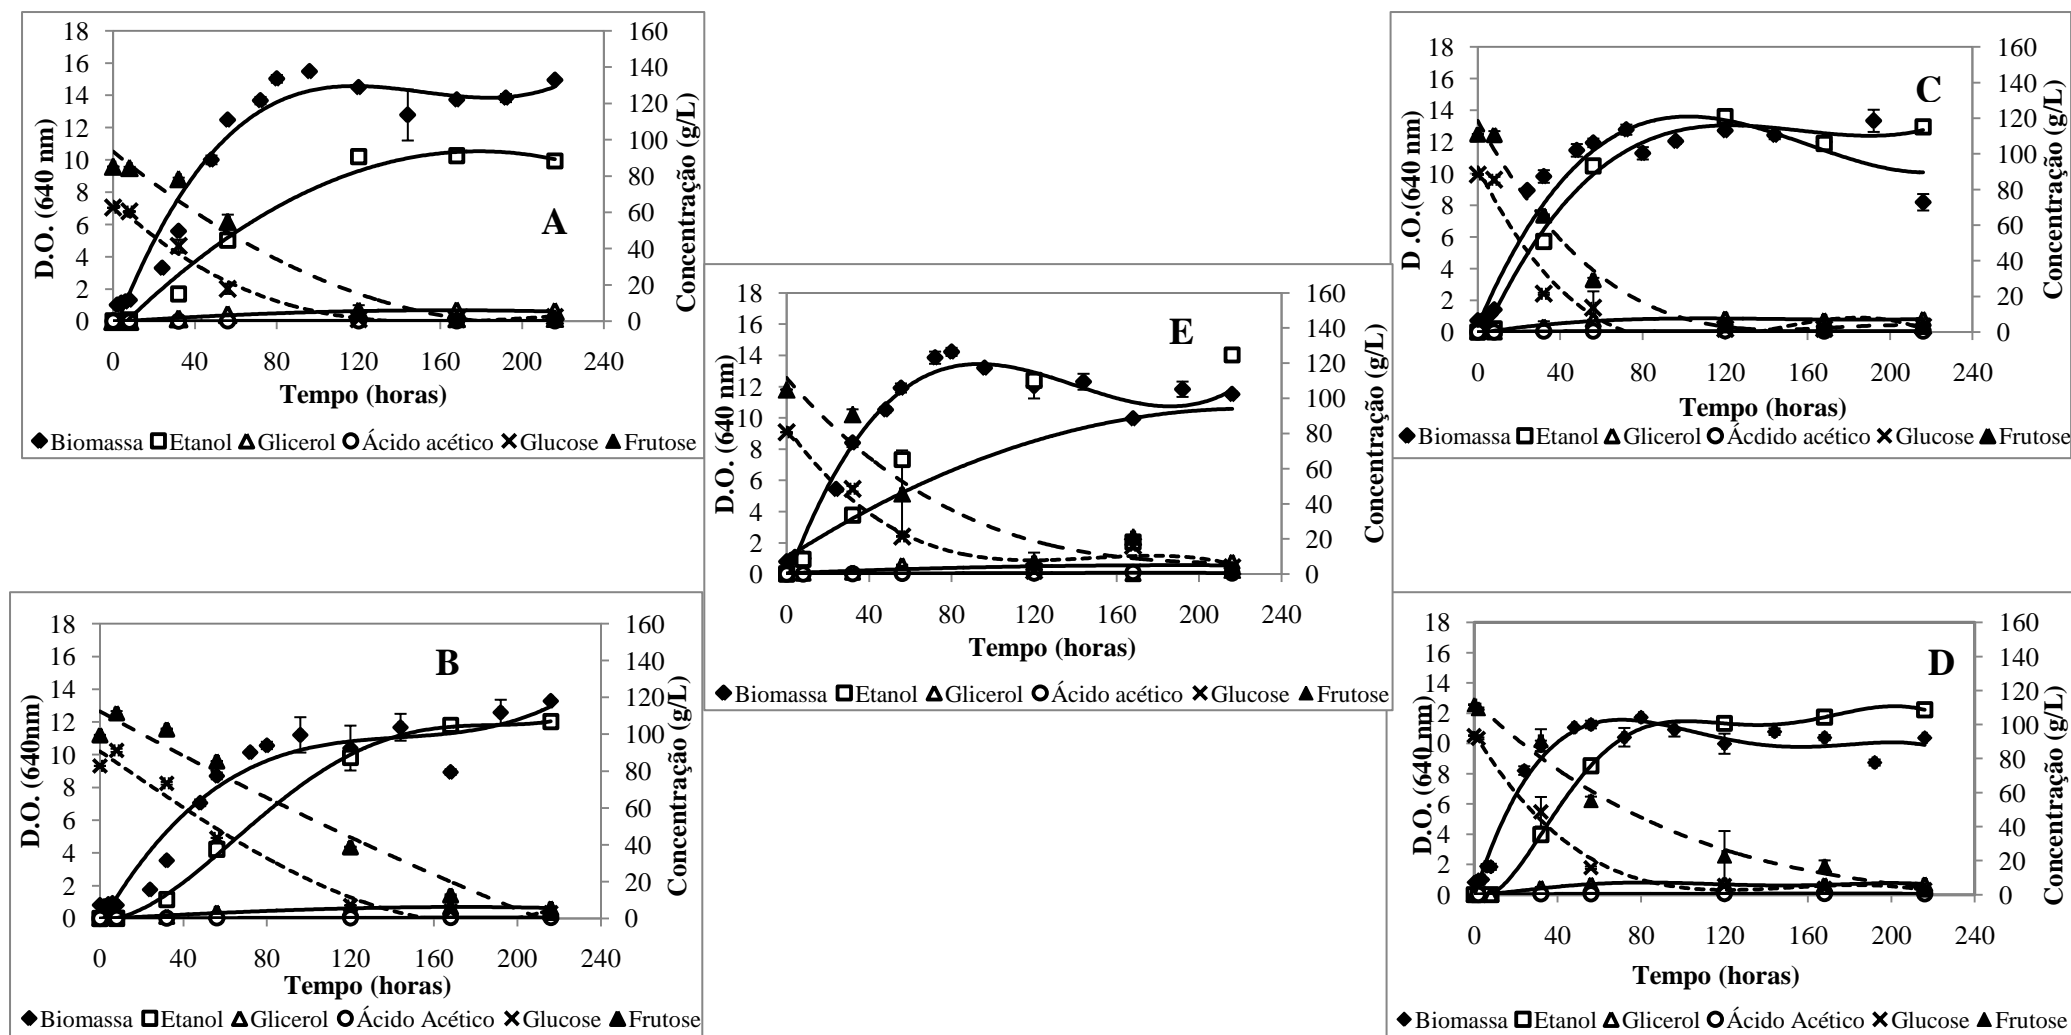 18 16 14 12 10 8 6 4 2 0
D.O. (640 nm)
160 140 120 100 80 60 40 20 0
Concentração (g/L)
A
0 40 80 120 160 200 240
Tempo (horas)
Biomassa Etanol Glicerol Ácido acético Glucose Frutose
18 16 14 12 10 8 6 4 2 0
D .O.(640 nm)
160 140 120 100 80 60 40 20 0
Concentração (g/L)
C
0 40 80 120 160 200 240
Tempo (horas)
Biomassa Etanol Glicerol Ácdido acético Glucose Frutose
18 16 14 12 10 8 6 4 2 0
D.O. (640 nm)
160 140 120 100 80 60 40 20 0
Concentração (g/L)
E
0 40 80 120 160 200 240
Tempo (horas)
Biomassa Etanol Glicerol Ácido acético Glucose Frutose
18 16 14 12 10 8 6 4 2 0
D.O. (640nm)
160 140 120 100 80 60 40 20 0
Concentração (g/L)
B
0 40 80 120 160 200 240
Tempo (horas)
Biomassa Etanol Glicerol Ácido Acético Glucose Frutose
18 16 14 12 10 8 6 4 2 0
D.O. (640 nm)
160 140 120 100 80 60 40 20 0
Concentração (g/L)
D
0 40 80 120 160 200 240
Tempo (horas)
Biomassa Etanol Glicerol Ácido Acético Glucose Frutose